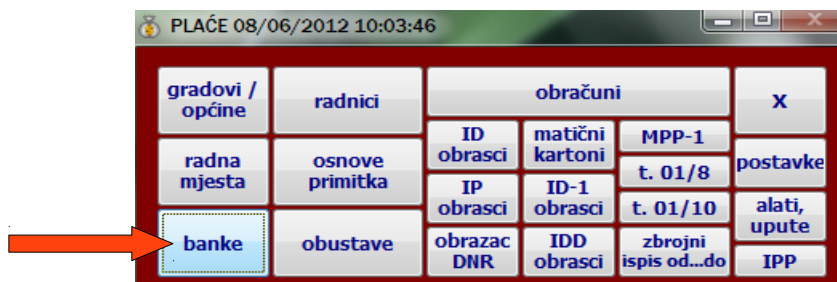 PLAĆE 08/06/2012 10:03:46
gradovi /
općine
radnici
obračuni
X
radna
mjesta
osnove
primitka
ID
obrasci
matični
kartoni
MPP-1
postavke
t. 01/8
IP
obrasci
ID-1
obrasci
t. 01/10
alati,
upute
banke
obustave
obrazac
DNR
IDD
obrasci
zbrojni
ispis od...do
IPP